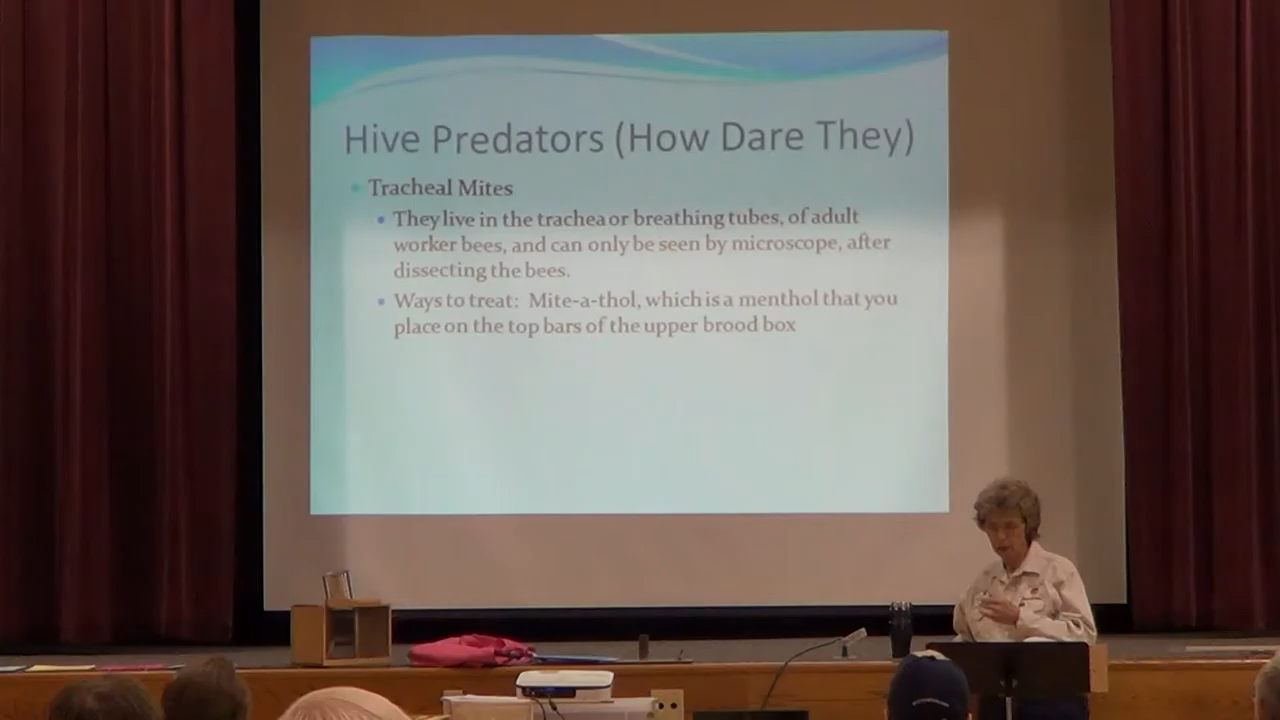 Hive Predators (How Dare They)
Tracheal Mites
They live in the trachea or breathing tubes, of adult
worker bees, and can only be seen by microscope, after
dissecting the bees.
Ways to treat: Mite-a-thol, which is a menthol that you
place on the top bars of the upper brood box